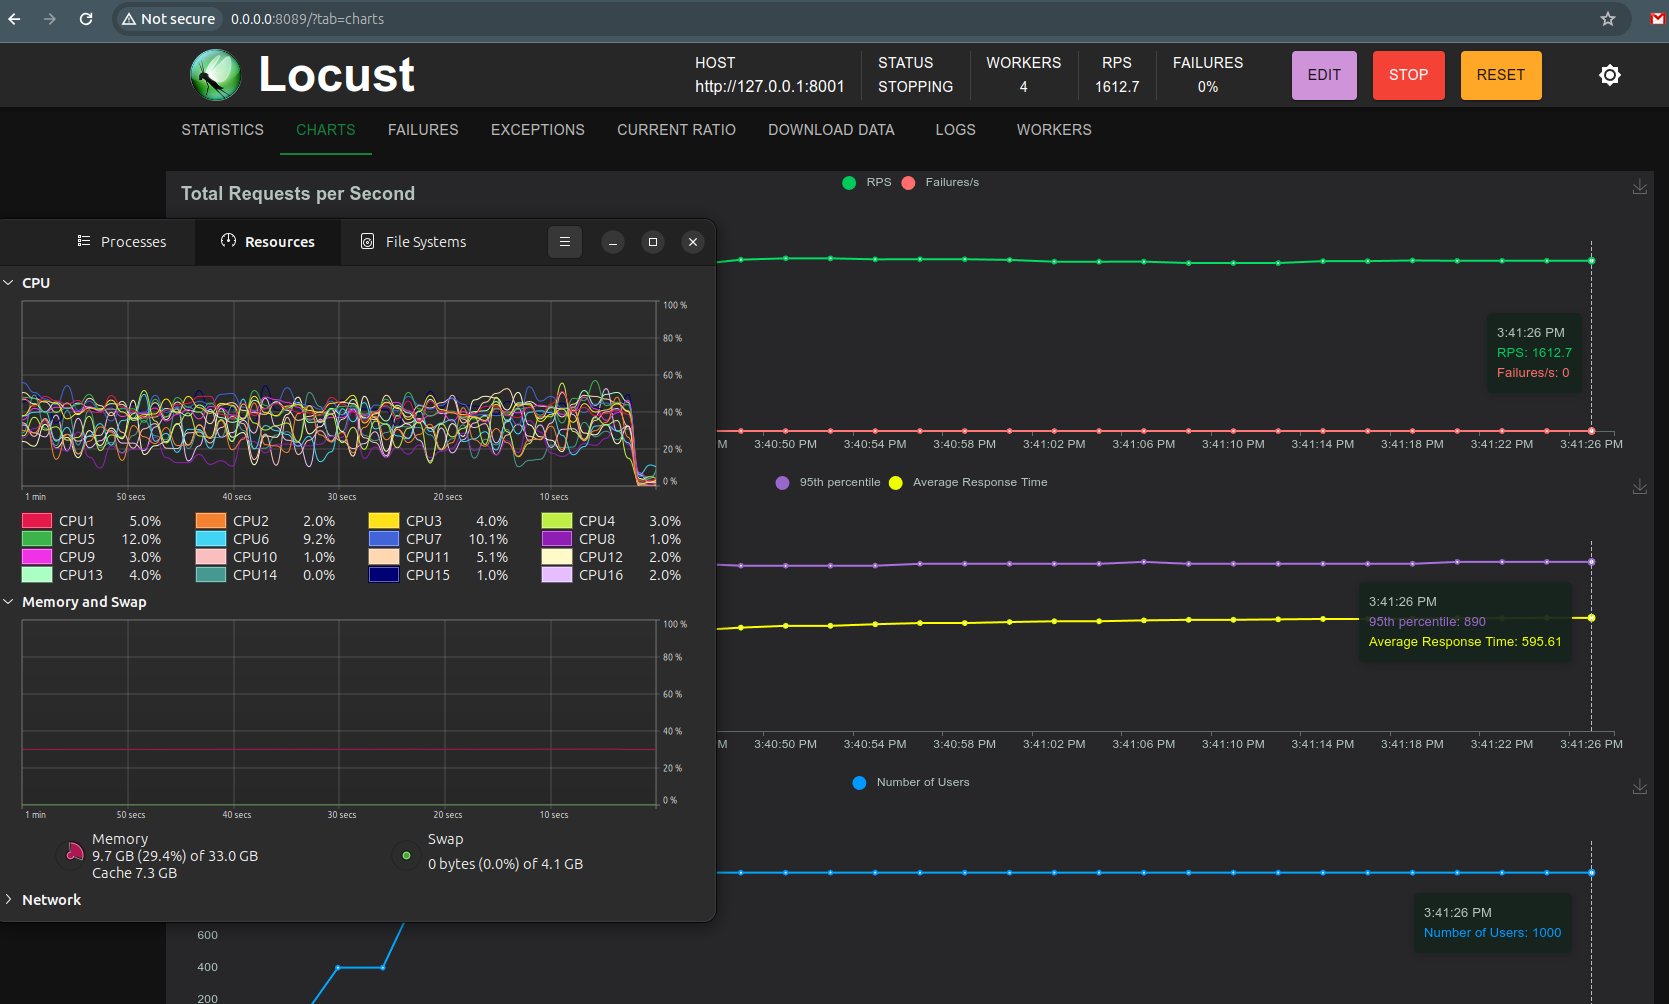 Not secure 0.0.0.0:8089/?tab=charts
Locust
HOST
http://127.0.0.1:8001
STATUS
STOPPING
WORKERS
4
RPS
1612.7
FAILURES
0%
EDIT
STOP
RESET
STATISTICS CHARTS FAILURES EXCEPTIONS CURRENT RATIO DOWNLOAD DATA LOGS WORKERS
Total Requests per Second
RPS Failures/s
3:41:26 PM
RPS: 1612.7
Failures/s: 0
M 3:40:50 PM 3:40:54 PM 3:40:58 PM 3:41:02 PM 3:41:06 PM 3:41:10 PM 3:41:14 PM 3:41:18 PM 3:41:22 PM 3:41:26 PM
95th percentile Average Response Time
3:41:26 PM
95th percentile: 890
Average Response Time: 595.61
M 3:40:50 PM 3:40:54 PM 3:40:58 PM 3:41:02 PM 3:41:06 PM 3:41:10 PM 3:41:14 PM 3:41:18 PM 3:41:22 PM 3:41:26 PM
Number of Users
3:41:26 PM
Number of Users: 1000
600
400
200
Processes Resources File Systems
CPU
100 %
80 %
60 %
40 %
20 %
0 %
1 min 50 secs 40 secs 30 secs 20 secs 10 secs
CPU1 5.0% CPU2 2.0% CPU3 4.0% CPU4 3.0%
CPU5 12.0% CPU6 9.2% CPU7 10.1% CPU8 1.0%
CPU9 3.0% CPU10 1.0% CPU11 5.1% CPU12 2.0%
CPU13 4.0% CPU14 0.0% CPU15 1.0% CPU16 2.0%
Memory and Swap
100 %
80 %
60 %
40 %
20 %
0 %
1 min 50 secs 40 secs 30 secs 20 secs 10 secs
Memory
9.7 GB (29.4%) of 33.0 GB
Cache 7.3 GB
Swap
0 bytes (0.0%) of 4.1 GB
Network